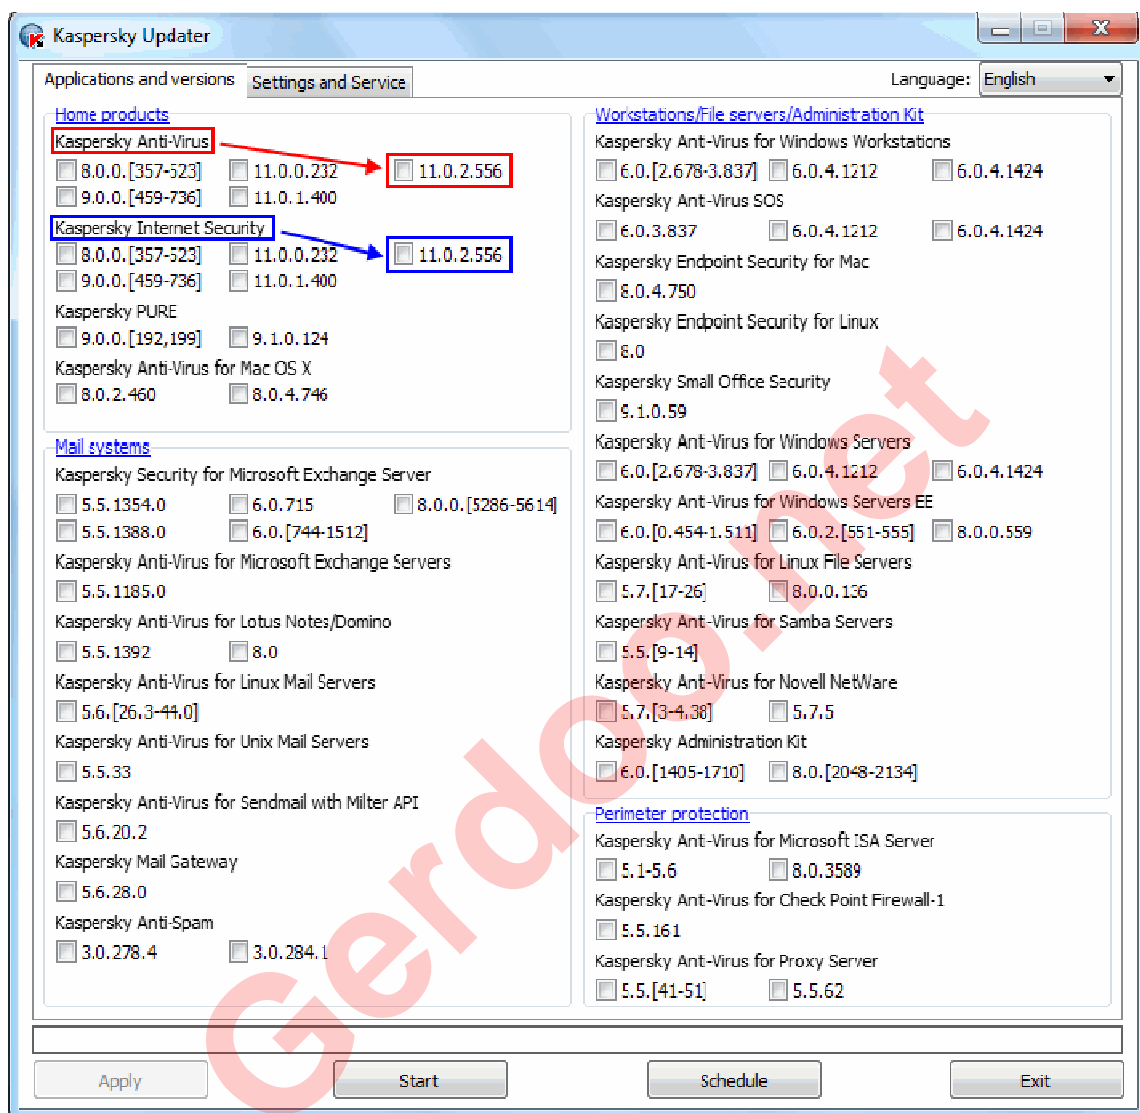 Kaspersky Updater
Applications and versions
Settings and Service
Language: English
Home products
Kaspersky Anti-Virus
8.0.0.[357-523] 11.0.0.232 11.0.2.556
9.0.0.[459-736] 11.0.1.400
Kaspersky Internet Security
8.0.0.[357-523] 11.0.0.232 11.0.2.556
9.0.0.[459-736] 11.0.1.400
Kaspersky PURE
9.0.0.[192,199] 9.1.0.124
Kaspersky Anti-Virus for Mac OS X
8.0.2.460 8.0.4.746
Mail systems
Kaspersky Security for Microsoft Exchange Server
5.5.1354.0 6.0.715 8.0.0.[5286-5614]
5.5.1388.0 6.0.[744-1512]
Kaspersky Anti-Virus for Microsoft Exchange Servers
5.5.1185.0
Kaspersky Anti-Virus for Lotus Notes/Domino
5.5.1392 8.0
Kaspersky Anti-Virus for Linux Mail Servers
5.6.[26.3-44.0]
Kaspersky Anti-Virus for Unix Mail Servers
5.5.33
Kaspersky Anti-Virus for Sendmail with Milter API
5.6.20.2
Kaspersky Mail Gateway
5.6.28.0
Kaspersky Anti-Spam
3.0.278.4 3.0.284.1
Workstations/File servers/Administration Kit
Kaspersky Anti-Virus for Windows Workstations
6.0.[2.678-3.837] 6.0.4.1212 6.0.4.1424
Kaspersky Anti-Virus SOS
6.0.3.837 6.0.4.1212 6.0.4.1424
Kaspersky Endpoint Security for Mac
8.0.4.750
Kaspersky Endpoint Security for Linux
8.0
Kaspersky Small Office Security
9.1.0.59
Kaspersky Anti-Virus for Windows Servers
6.0.[2.678-3.837] 6.0.4.1212 6.0.4.1424
Kaspersky Anti-Virus for Windows Servers EE
6.0.[0.454-1.511] 6.0.2.[551-555] 8.0.0.559
Kaspersky Anti-Virus for Linux File Servers
5.7.[17-26] 8.0.0.136
Kaspersky Anti-Virus for Samba Servers
5.5.[9-14]
Kaspersky Anti-Virus for Novell NetWare
5.7.[3-4.38] 5.7.5
Kaspersky Administration Kit
6.0.[1405-1710] 8.0.[2048-2134]
Perimeter protection
Kaspersky Anti-Virus for Microsoft ISA Server
5.1-5.6 8.0.3589
Kaspersky Anti-Virus for Check Point Firewall-1
5.5.161
Kaspersky Anti-Virus for Proxy Server
5.5.[41-51] 5.5.62
Apply
Start
Schedule
Exit
Gerdoo.net